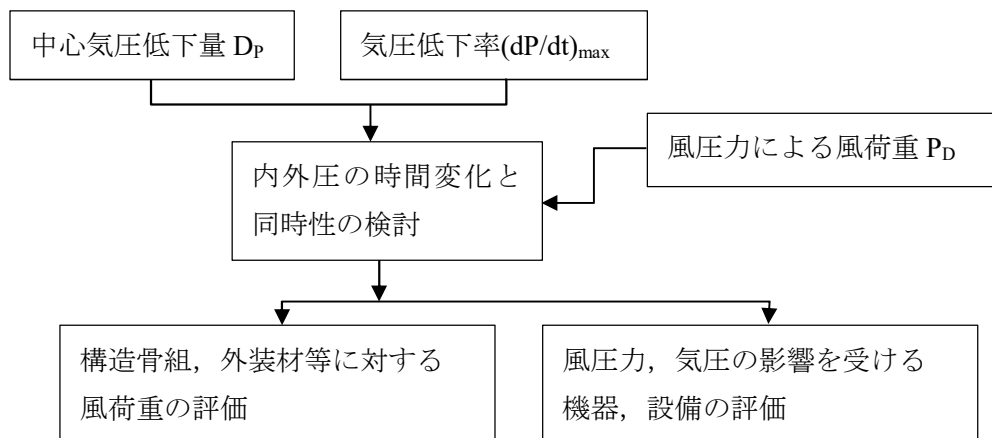 中心気圧低下量 DP
気圧低下率(dP/dt)max
風圧力による風荷重 PD
内外圧の時間変化と
同時性の検討
構造骨組，外装材等に対する
風荷重の評価
風圧力，気圧の影響を受ける
機器，設備の評価